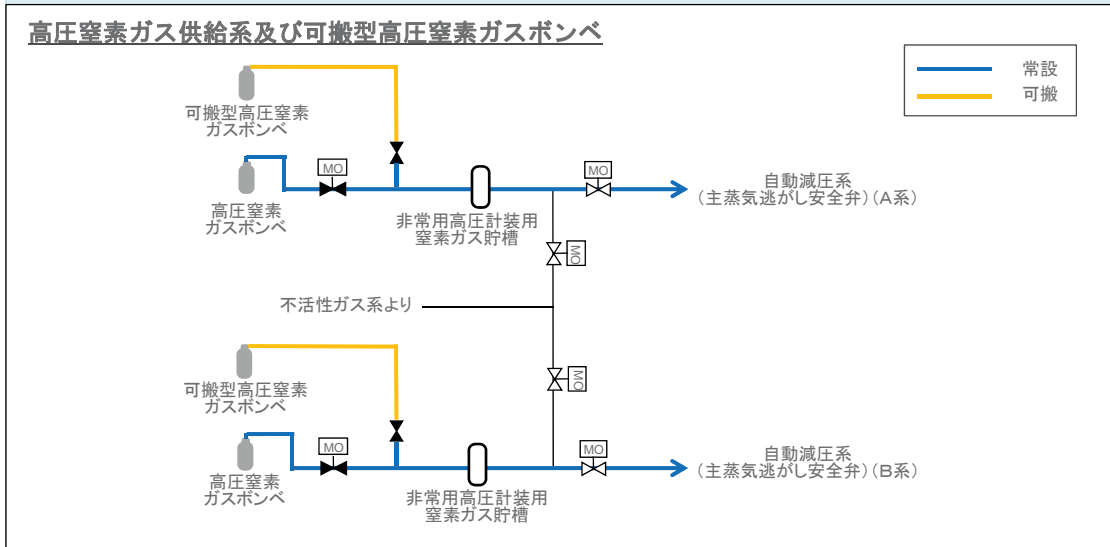 高圧窒素ガス供給系及び可搬型高圧窒素ガスボンベ
常設
可搬
可搬型高圧窒素
ガスボンベ
MO
MO
高圧窒素
ガスボンベ
非常用高圧計装用
窒素ガス貯槽
自動減圧系
(主蒸気逃がし安全弁)(A系)
MO
不活性ガス系より
MO
可搬型高圧窒素
ガスボンベ
MO
MO
高圧窒素
ガスボンベ
非常用高圧計装用
窒素ガス貯槽
自動減圧系
(主蒸気逃がし安全弁)(B系)